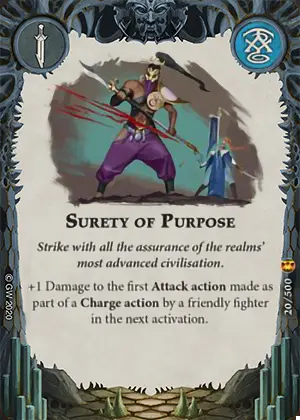 SURETY OF PURPOSE
Strike with all the assurance of the realms'
most advanced civilisation.
+1 Damage to the first Attack action made as
part of a Charge action by a friendly fighter
in the next activation.
© GW 2020
20/500